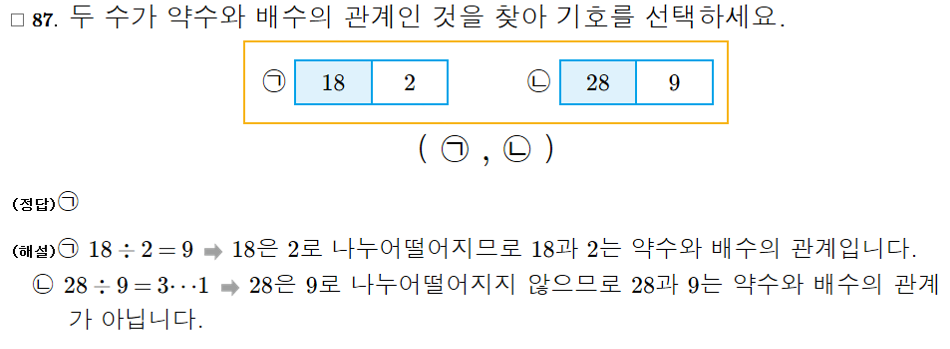 □ 87. 두 수가 약수와 배수의 관계인 것을 찾아 기호를 선택하세요.
㉠ 18 2 ㉡ 28 9
( ㉠ , ㉡ )
(정답)㉠
(해설)㉠ 18 ÷ 2 = 9 ➡ 18은 2로 나누어떨어지므로 18과 2는 약수와 배수의 관계입니다.
㉡ 28 ÷ 9 = 3⋯1 ➡ 28은 9로 나누어떨어지지 않으므로 28과 9는 약수와 배수의 관계
가 아닙니다.